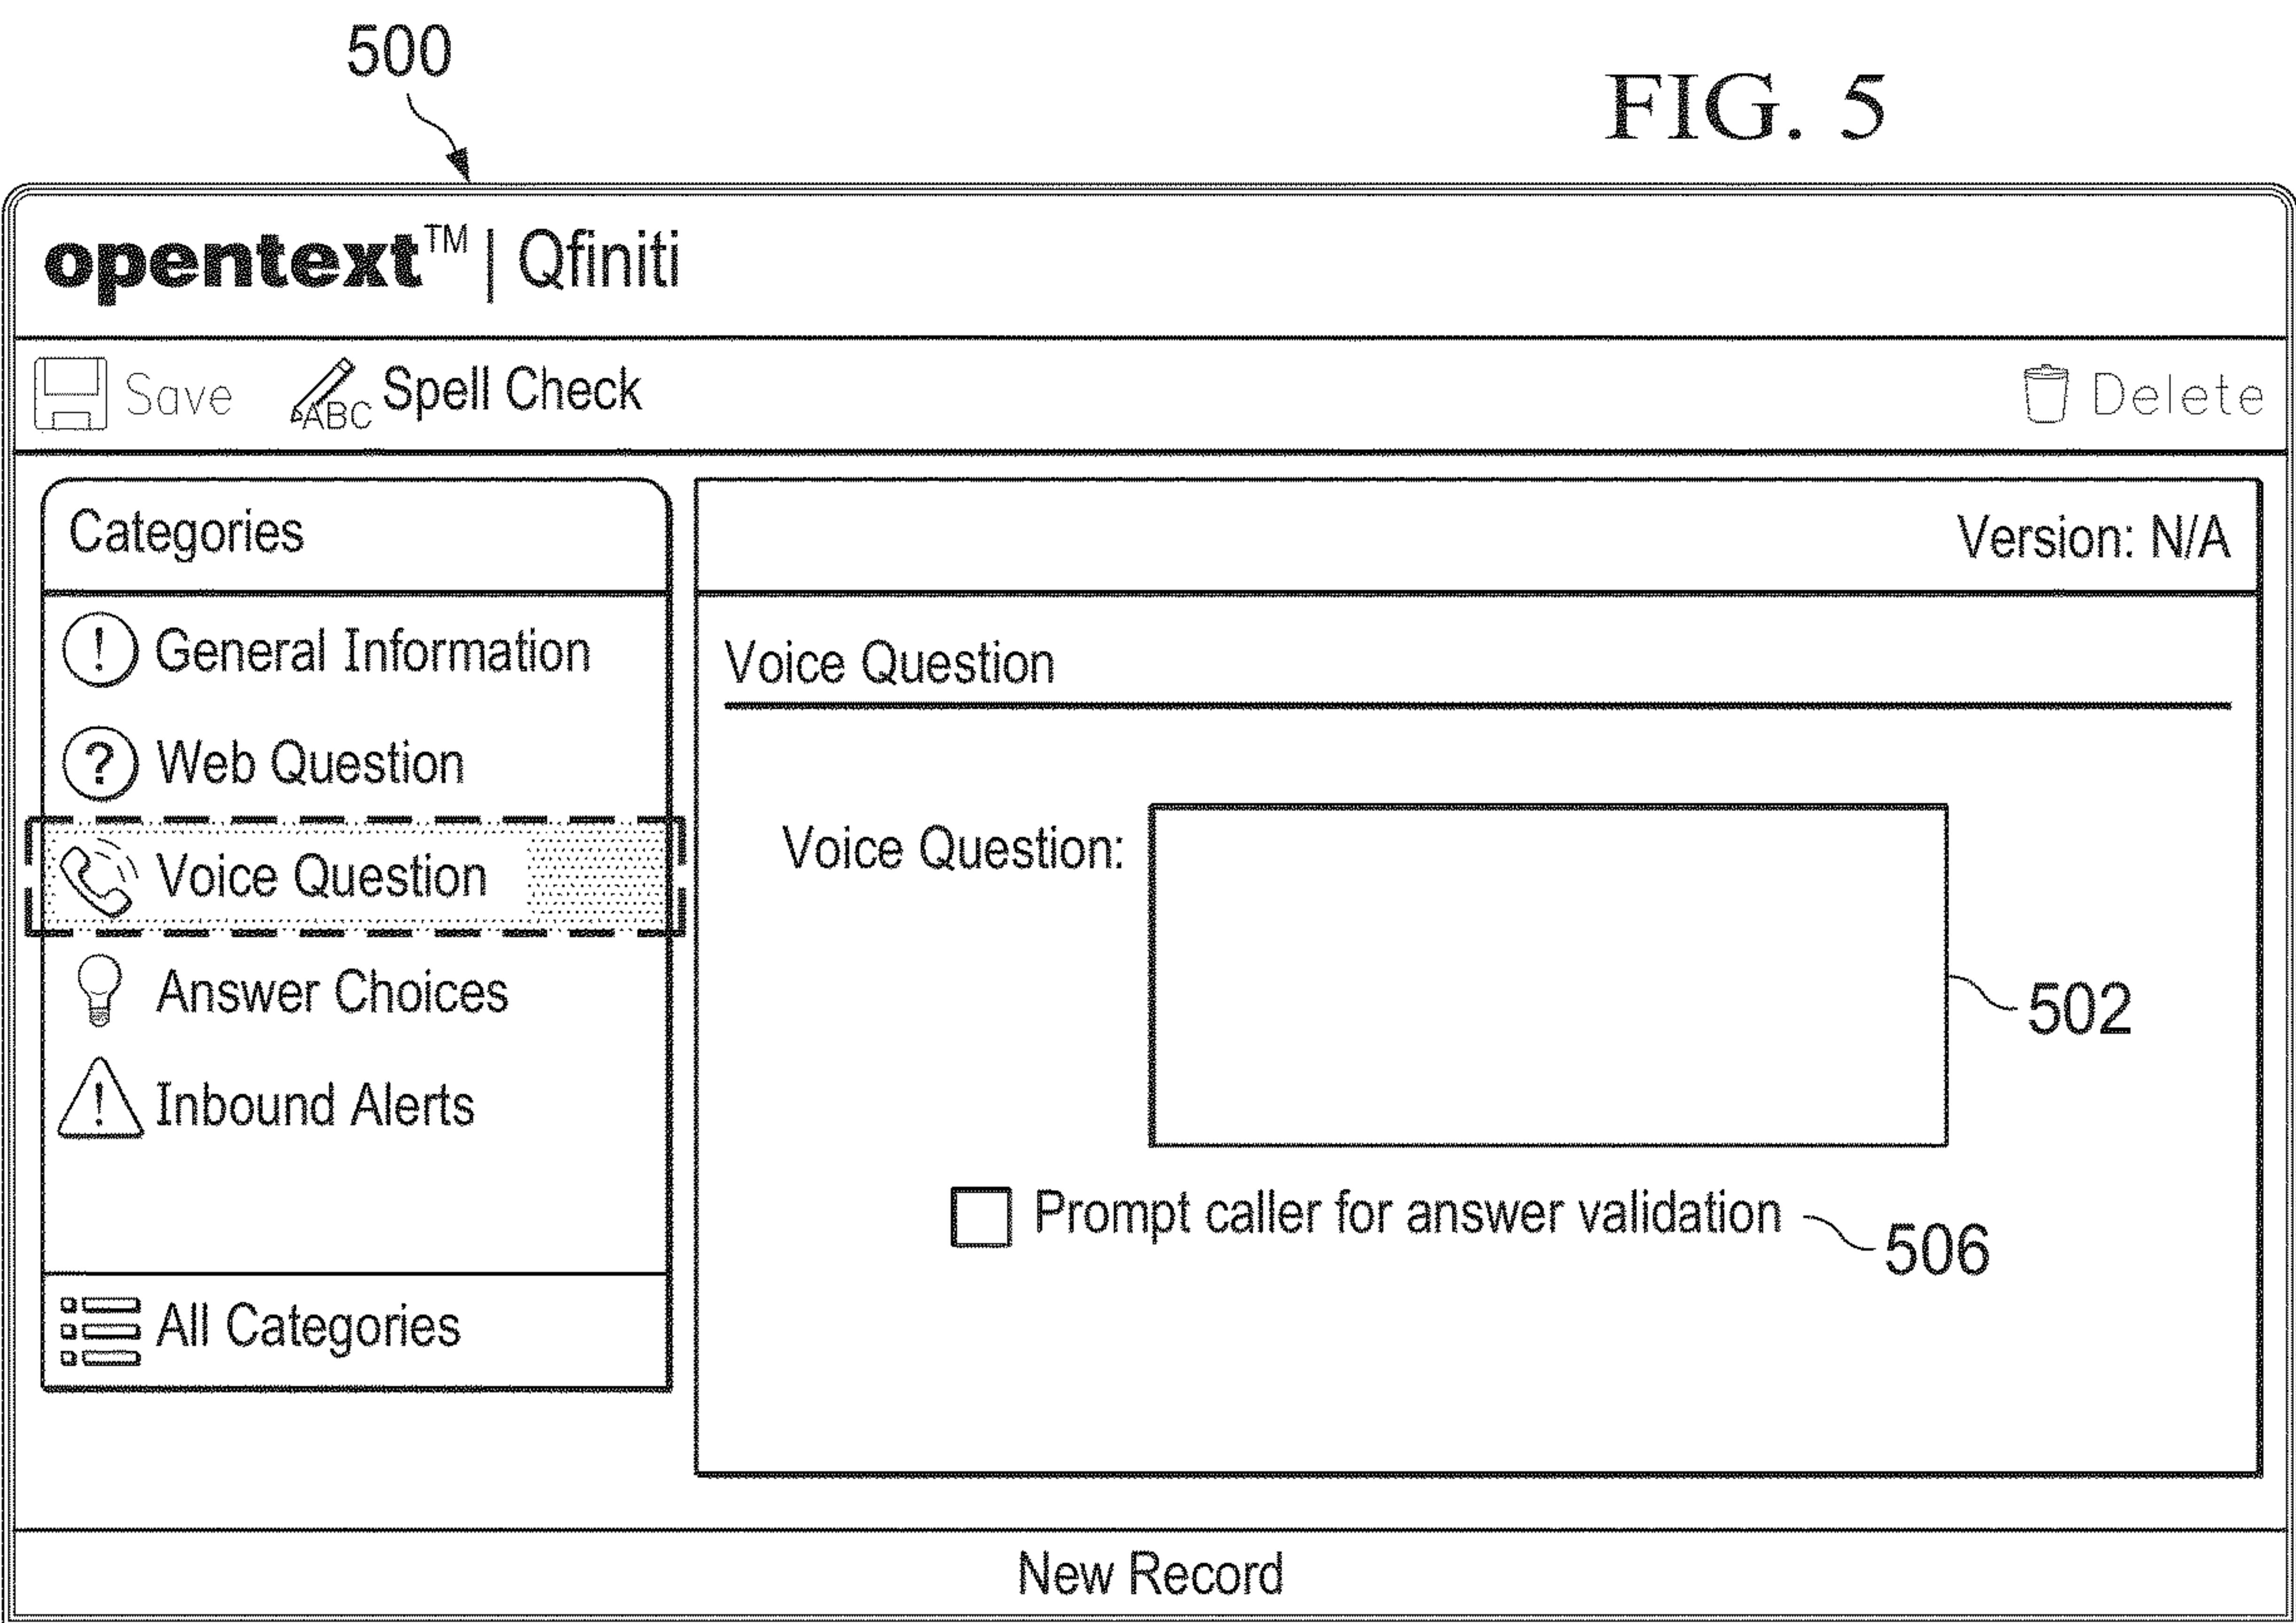 500
FIG. 5
opentext™ | Qfiniti
Save ABC Spell Check Delete
Categories
Version: N/A
! General Information
? Web Question
Voice Question
Answer Choices
! Inbound Alerts
All Categories
Voice Question
Voice Question:
502
Prompt caller for answer validation
506
New Record